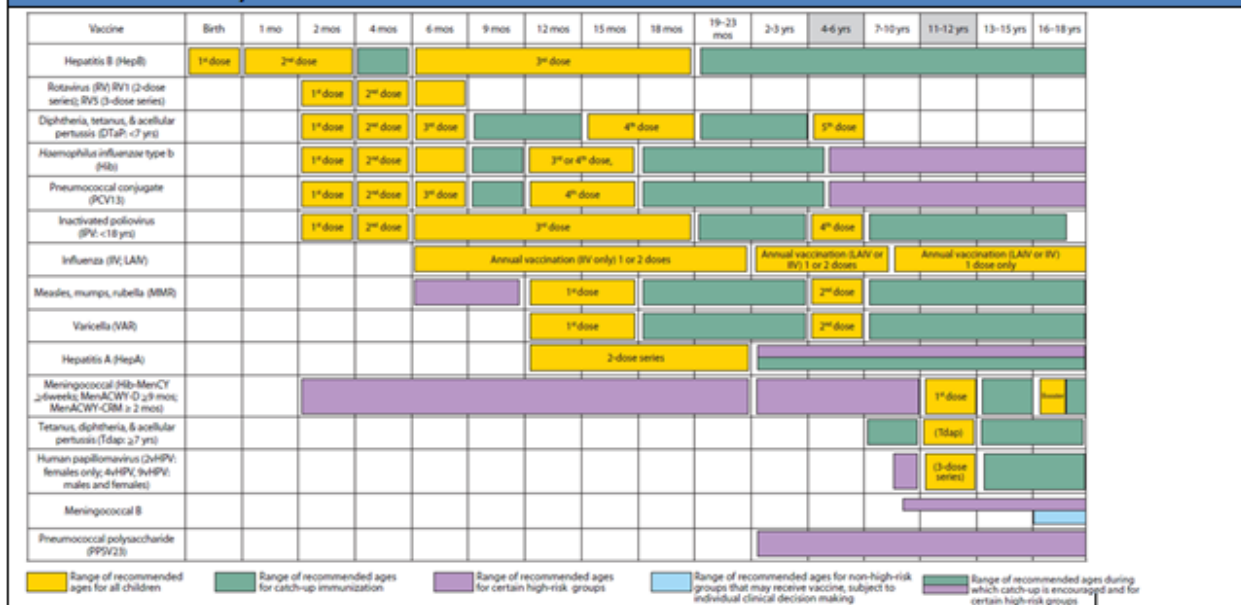 Vaccine Birth 1 mo 2 mos 4 mos 6 mos 9 mos 12 mos 15 mos 18 mos 19–23 mos 2-3 yrs 4-6 yrs 7-10 yrs 11-12 yrs 13–15 yrs 16–18 yrs
Hepatitis B (HepB) 1st dose 2nd dose 3rd dose
Rotavirus (RV) RV1 (2-dose
series); RV5 (3-dose series) 1st dose 2nd dose
Diphtheria, tetanus, & acellular
pertussis (DTaP: <7 yrs) 1st dose 2nd dose 3rd dose 4th dose 5th dose
Haemophilus influenzae type b
(Hib) 1st dose 2nd dose 3rd or 4th dose,
Pneumococcal conjugate
(PCV13) 1st dose 2nd dose 3rd dose 4th dose
Inactivated poliovirus
(IPV: <18 yrs) 1st dose 2nd dose 3rd dose 4th dose
Influenza (IIV; LAIV) Annual vaccination (IIV only) 1 or 2 doses
Annual vaccination (LAIV or
IIV) 1 or 2 doses
Annual vaccination (LAIV or IIV)
1 dose only
Measles, mumps, rubella (MMR) 1st dose 2nd dose
Varicella (VAR) 1st dose 2nd dose
Hepatitis A (HepA) 2-dose series
Meningococcal (Hib-MenCY
≥6weeks; MenACWY-D ≥9 mos;
MenACWY-CRM ≥ 2 mos) 1st dose Booster
Tetanus, diphtheria, & acellular
pertussis (Tdap: ≥7 yrs) (Tdap)
Human papillomavirus (2vHPV:
females only; 4vHPV, 9vHPV:
males and females) (3-dose
series)
Meningococcal B
Pneumococcal polysaccharide
(PPSV23)
Range of recommended
ages for all children
Range of recommended ages
for catch-up immunization
Range of recommended ages
for certain high-risk groups
Range of recommended ages for non-high-risk
groups that may receive vaccine, subject to
individual clinical decision making
Range of recommended ages during
which catch-up is encouraged and for
certain high-risk groups